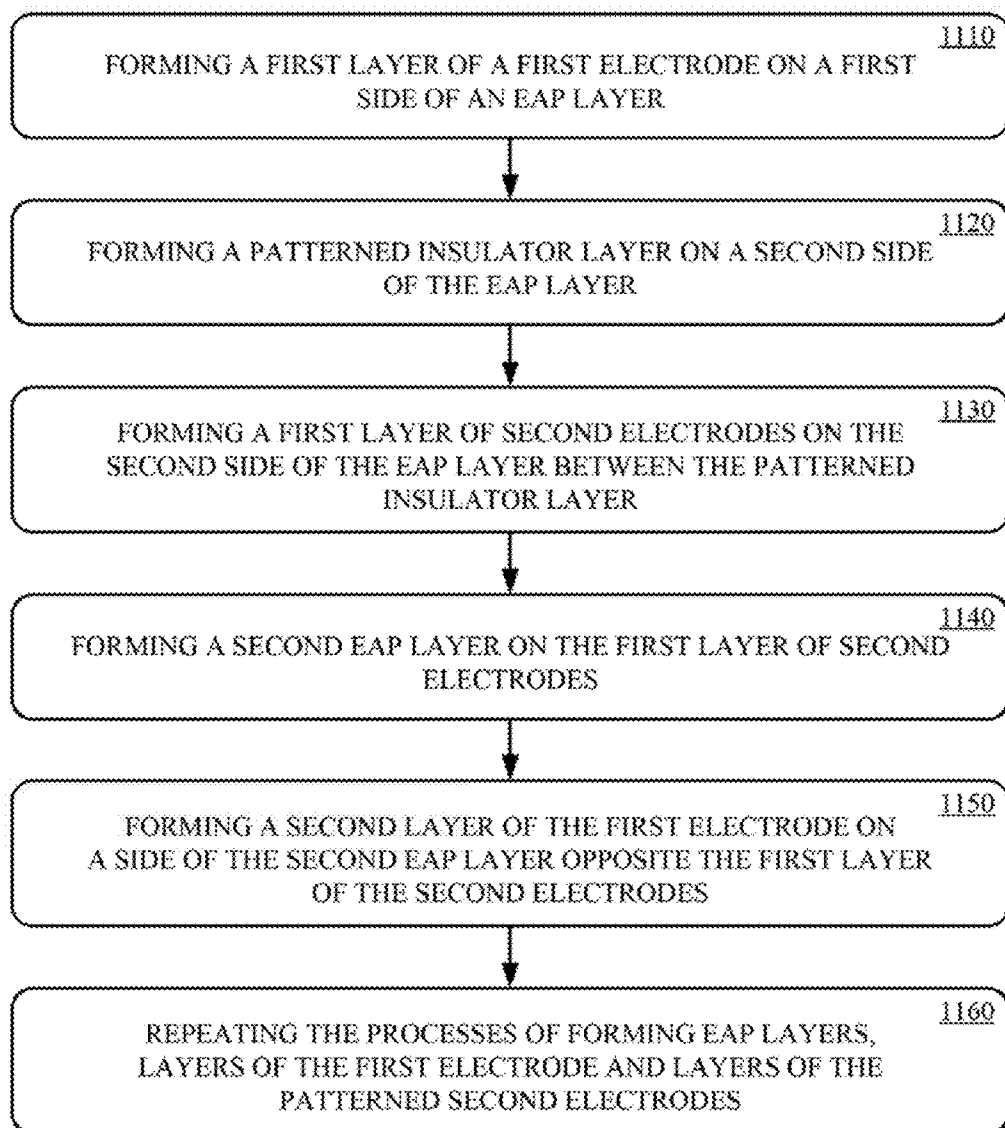 1110
FORMING A FIRST LAYER OF A FIRST ELECTRODE ON A FIRST
SIDE OF AN EAP LAYER
1120
FORMING A PATTERNED INSULATOR LAYER ON A SECOND SIDE
OF THE EAP LAYER
1130
FORMING A FIRST LAYER OF SECOND ELECTRODES ON THE
SECOND SIDE OF THE EAP LAYER BETWEEN THE PATTERNED
INSULATOR LAYER
1140
FORMING A SECOND EAP LAYER ON THE FIRST LAYER OF SECOND
ELECTRODES
1150
FORMING A SECOND LAYER OF THE FIRST ELECTRODE ON
A SIDE OF THE SECOND EAP LAYER OPPOSITE THE FIRST LAYER
OF THE SECOND ELECTRODES
1160
REPEATING THE PROCESSES OF FORMING EAP LAYERS,
LAYERS OF THE FIRST ELECTRODE AND LAYERS OF THE
PATTERNED SECOND ELECTRODES